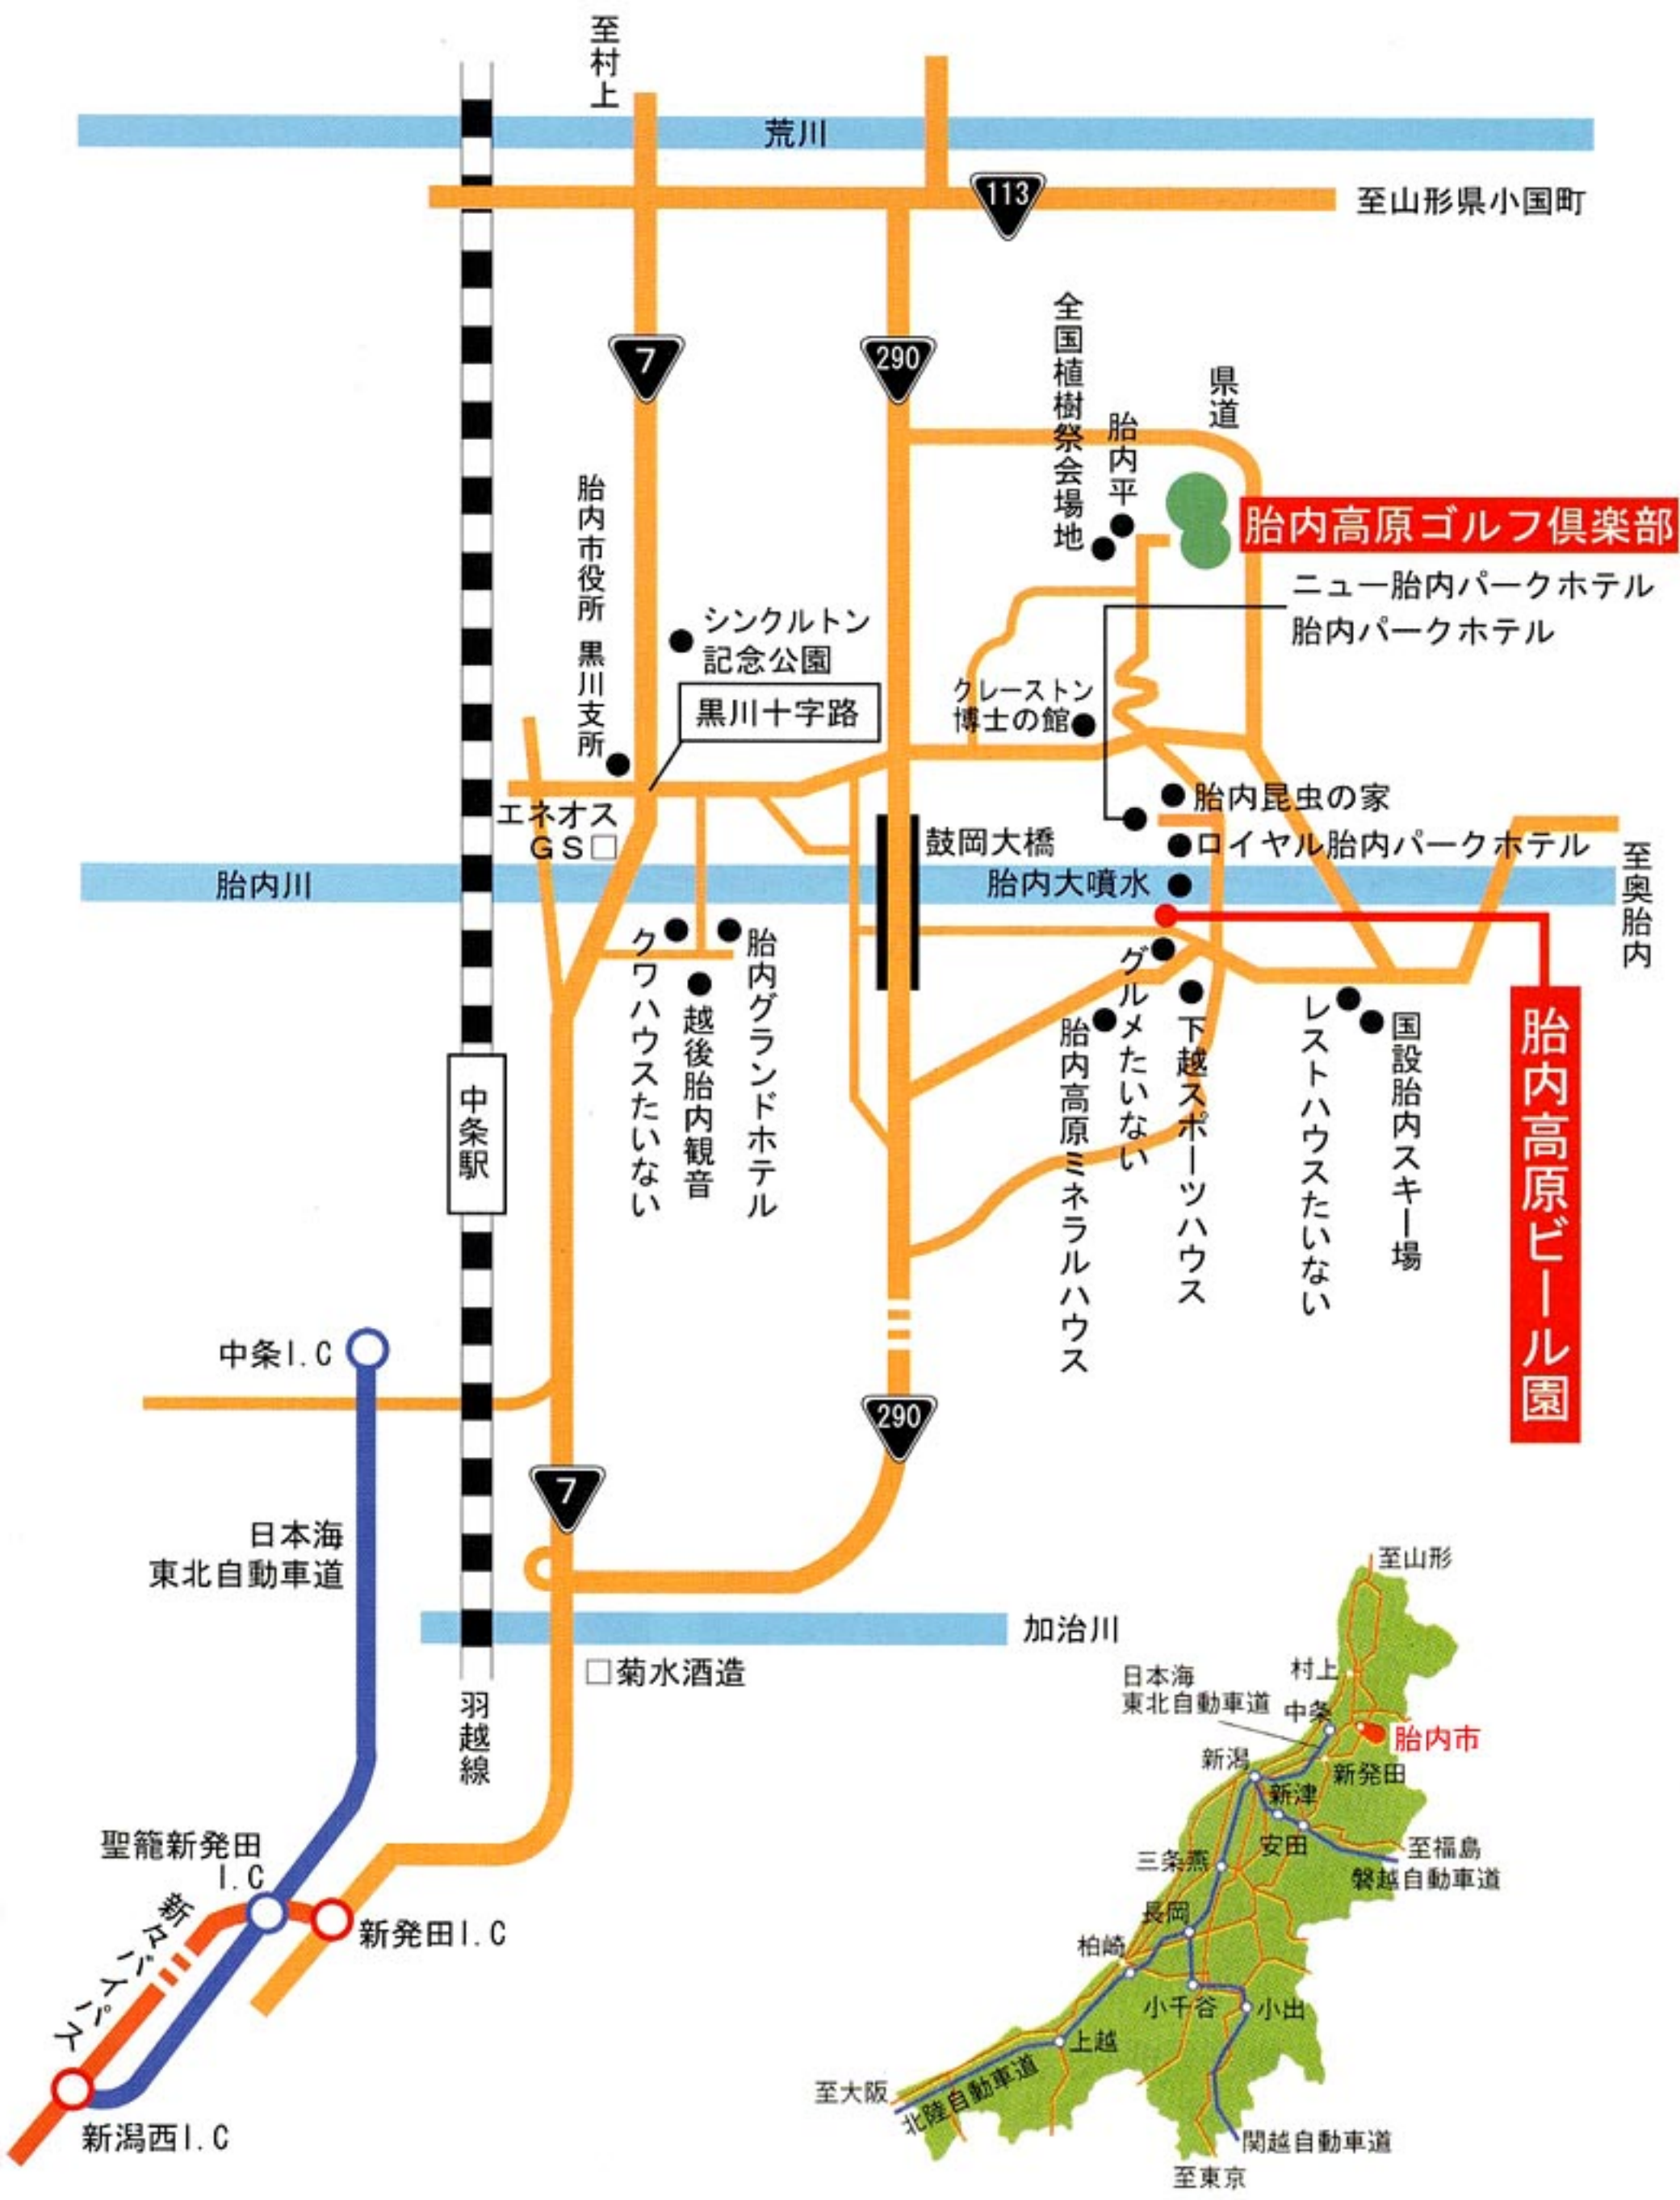 至村上
荒川
113
至山形県小国町
7
290
全国植樹祭会場地
胎内平
県道
胎内高原ゴルフ倶楽部
ニュー胎内パークホテル
胎内パークホテル
胎内市役所 黒川支所
シンクルトン
記念公園
黒川十字路
クレーストン
博士の館
エネオス
GS□
胎内昆虫の家
鼓岡大橋
ロイヤル胎内パークホテル
胎内川
胎内大噴水
至奥胎内
クワハウスたいない
越後胎内観音
胎内グランドホテル
グルメたいない
胎内高原ミネラルハウス
下越スポーツハウス
レストハウスたいない
国設胎内スキー場
胎内高原ビール園
中条駅
中条I.C
290
7
日本海
東北自動車道
加治川
□菊水酒造
羽越線
聖籠新発田
I.C
新々バイパス
新発田I.C
新潟西I.C
至山形
村上
日本海
東北自動車道
中条
胎内市
新潟
新発田
新津
安田
至福島
磐越自動車道
三条燕
長岡
柏崎
小千谷
小出
上越
至大阪
北陸自動車道
関越自動車道
至東京